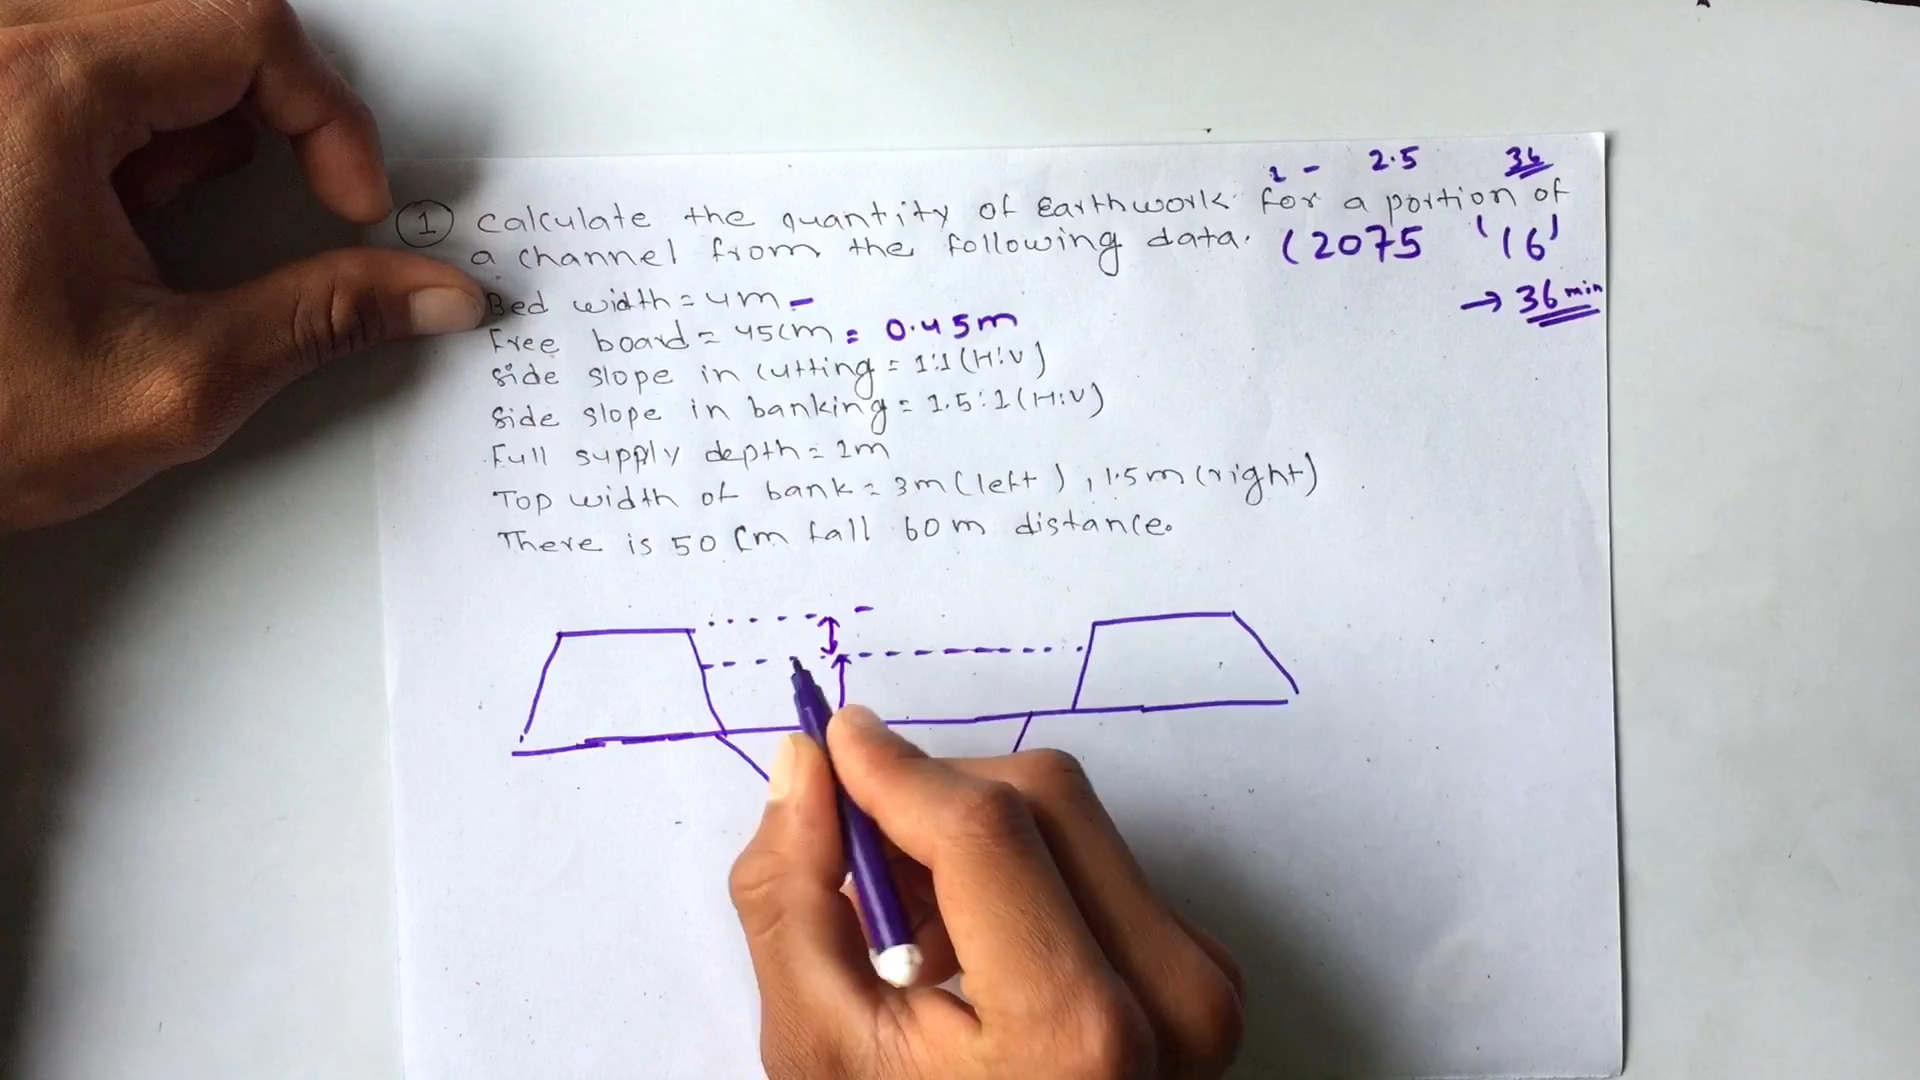 1 - 2.5 36
1 Calculate the quantity of Earthwork for a portion of
a channel from the following data. (2075 '16'
Bed width = 4m -
→ 36 min
Free board = 45cm = 0.45m
Side slope in cutting = 1:1 (H:V)
Side slope in banking = 1.5:1 (H:V)
Full supply depth = 1m
Top width of bank = 3m (left), 1.5m (right)
There is 50 cm fall 60m distance.